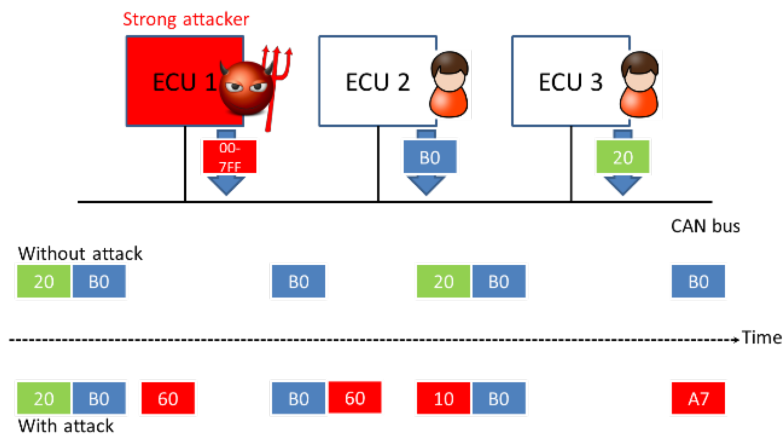 Strong attacker
ECU 1
ECU 2
ECU 3
00-
7FF
B0
20
CAN bus
Without attack
20 B0 B0 20 B0 B0
Time
20 B0 60 B0 60 10 B0 A7
With attack